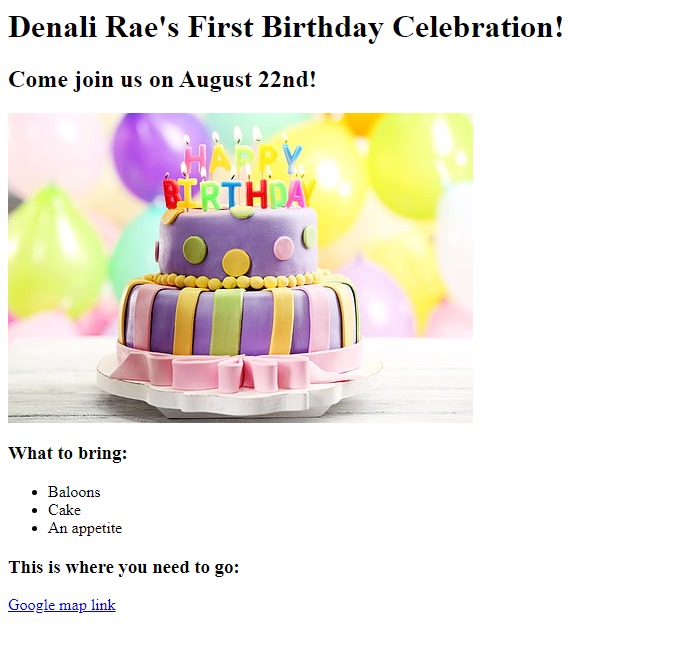 Denali Rae's First Birthday Celebration!
Come join us on August 22nd!
HAPPY
BIRTHDAY
What to bring:
Baloons
Cake
An appetite
This is where you need to go:
Google map link